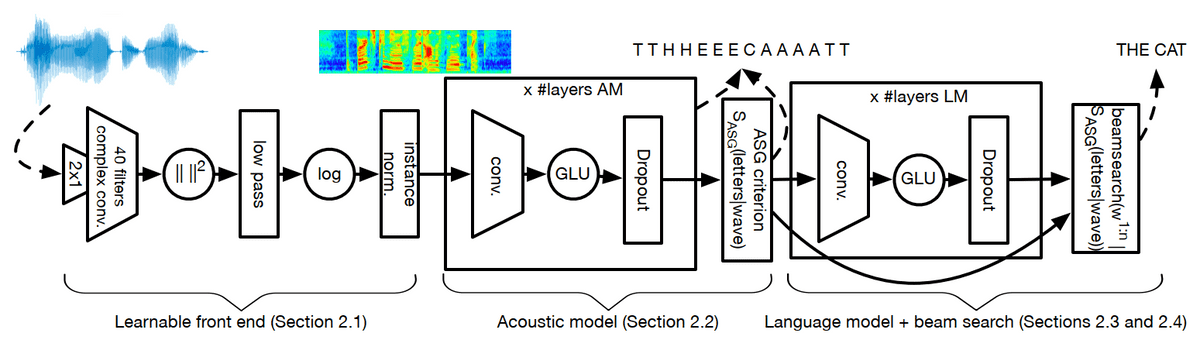 T T H H E E E C A A A A T T
THE CAT
x #layers AM
x #layers LM
2x1
40 filters
complex conv.
|| ||²
low pass
log
instance
norm.
conv.
GLU
Dropout
ASG criterion
S_ASG(letters|wave)
conv.
GLU
Dropout
beamsearch(w^1:n ||
S_ASG(letters|wave))
Learnable front end (Section 2.1)
Acoustic model (Section 2.2)
Language model + beam search (Sections 2.3 and 2.4)